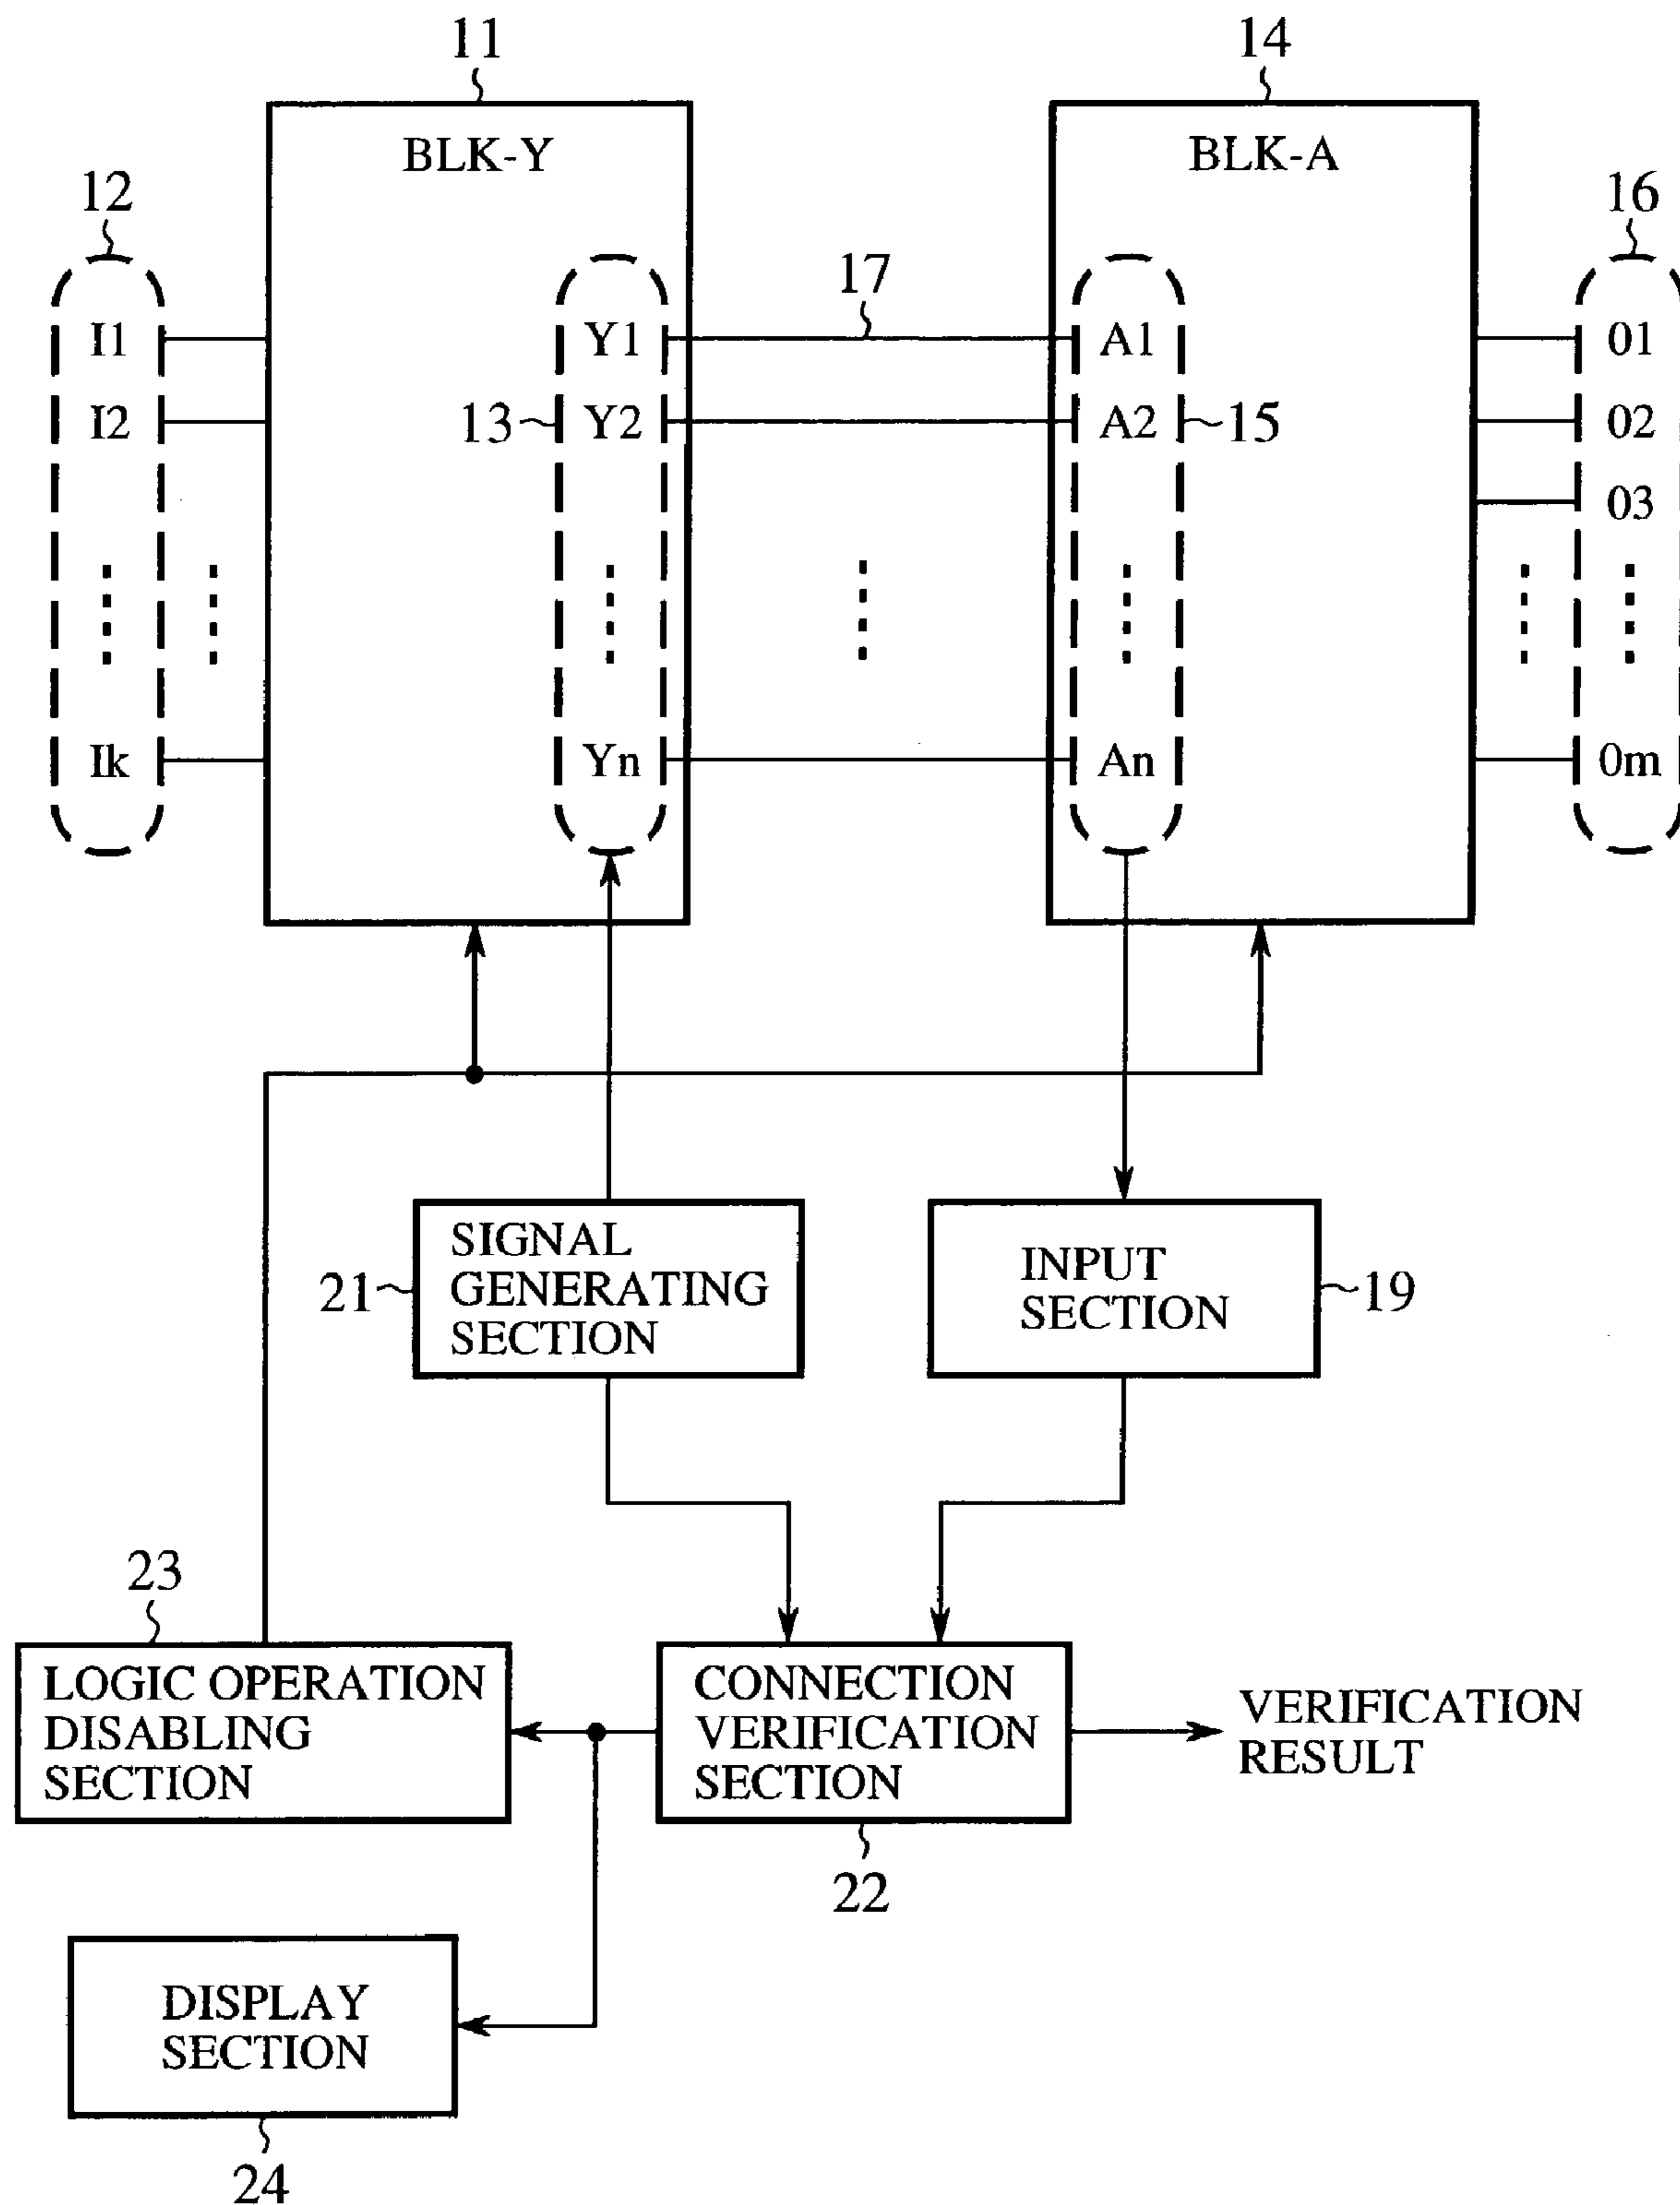 11
14
BLK-Y
BLK-A
12
16
17
I1
Y1
A1
01
I2
13
Y2
A2
15
02
03
Ik
Yn
An
0m
SIGNAL
GENERATING
SECTION
21
INPUT
SECTION
19
23
LOGIC OPERATION
DISABLING
SECTION
CONNECTION
VERIFICATION
SECTION
VERIFICATION
RESULT
22
DISPLAY
SECTION
24